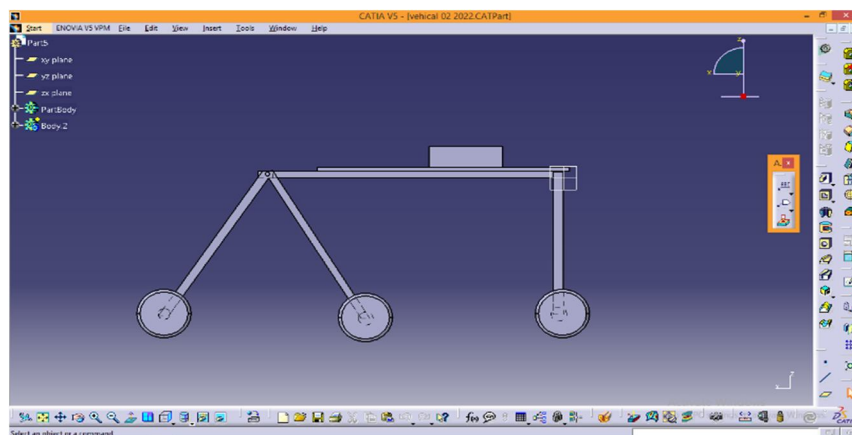 CATIA V5 - [vehical 02 2022.CATPart]
Start ENOVIA V5 VPM File Edit View Insert Tools Window Help
Part5
xy plane
yz plane
zx plane
PartBody
Body.2
z
x y
A.
f(x)
z
CATI
Select an object or a command